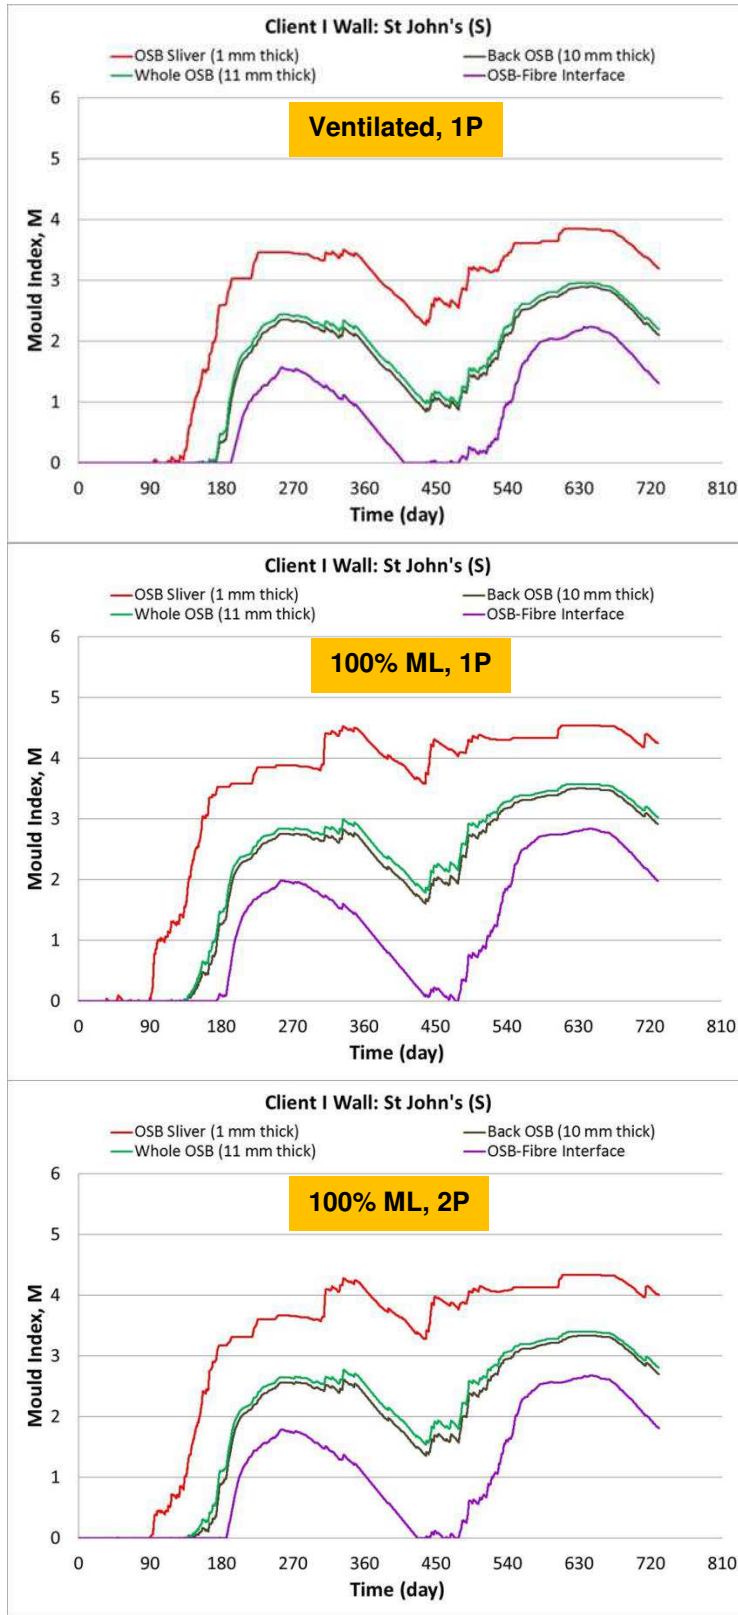 Client I Wall: St John's (S)
OSB Sliver (1 mm thick) Back OSB (10 mm thick)
Whole OSB (11 mm thick) OSB-Fibre Interface
Ventilated, 1P
Mould Index, M
6
5
4
3
2
1
0
0 90 180 270 360 450 540 630 720 810
Time (day)
Client I Wall: St John's (S)
OSB Sliver (1 mm thick) Back OSB (10 mm thick)
Whole OSB (11 mm thick) OSB-Fibre Interface
100% ML, 1P
Mould Index, M
6
5
4
3
2
1
0
0 90 180 270 360 450 540 630 720 810
Time (day)
Client I Wall: St John's (S)
OSB Sliver (1 mm thick) Back OSB (10 mm thick)
Whole OSB (11 mm thick) OSB-Fibre Interface
100% ML, 2P
Mould Index, M
6
5
4
3
2
1
0
0 90 180 270 360 450 540 630 720 810
Time (day)